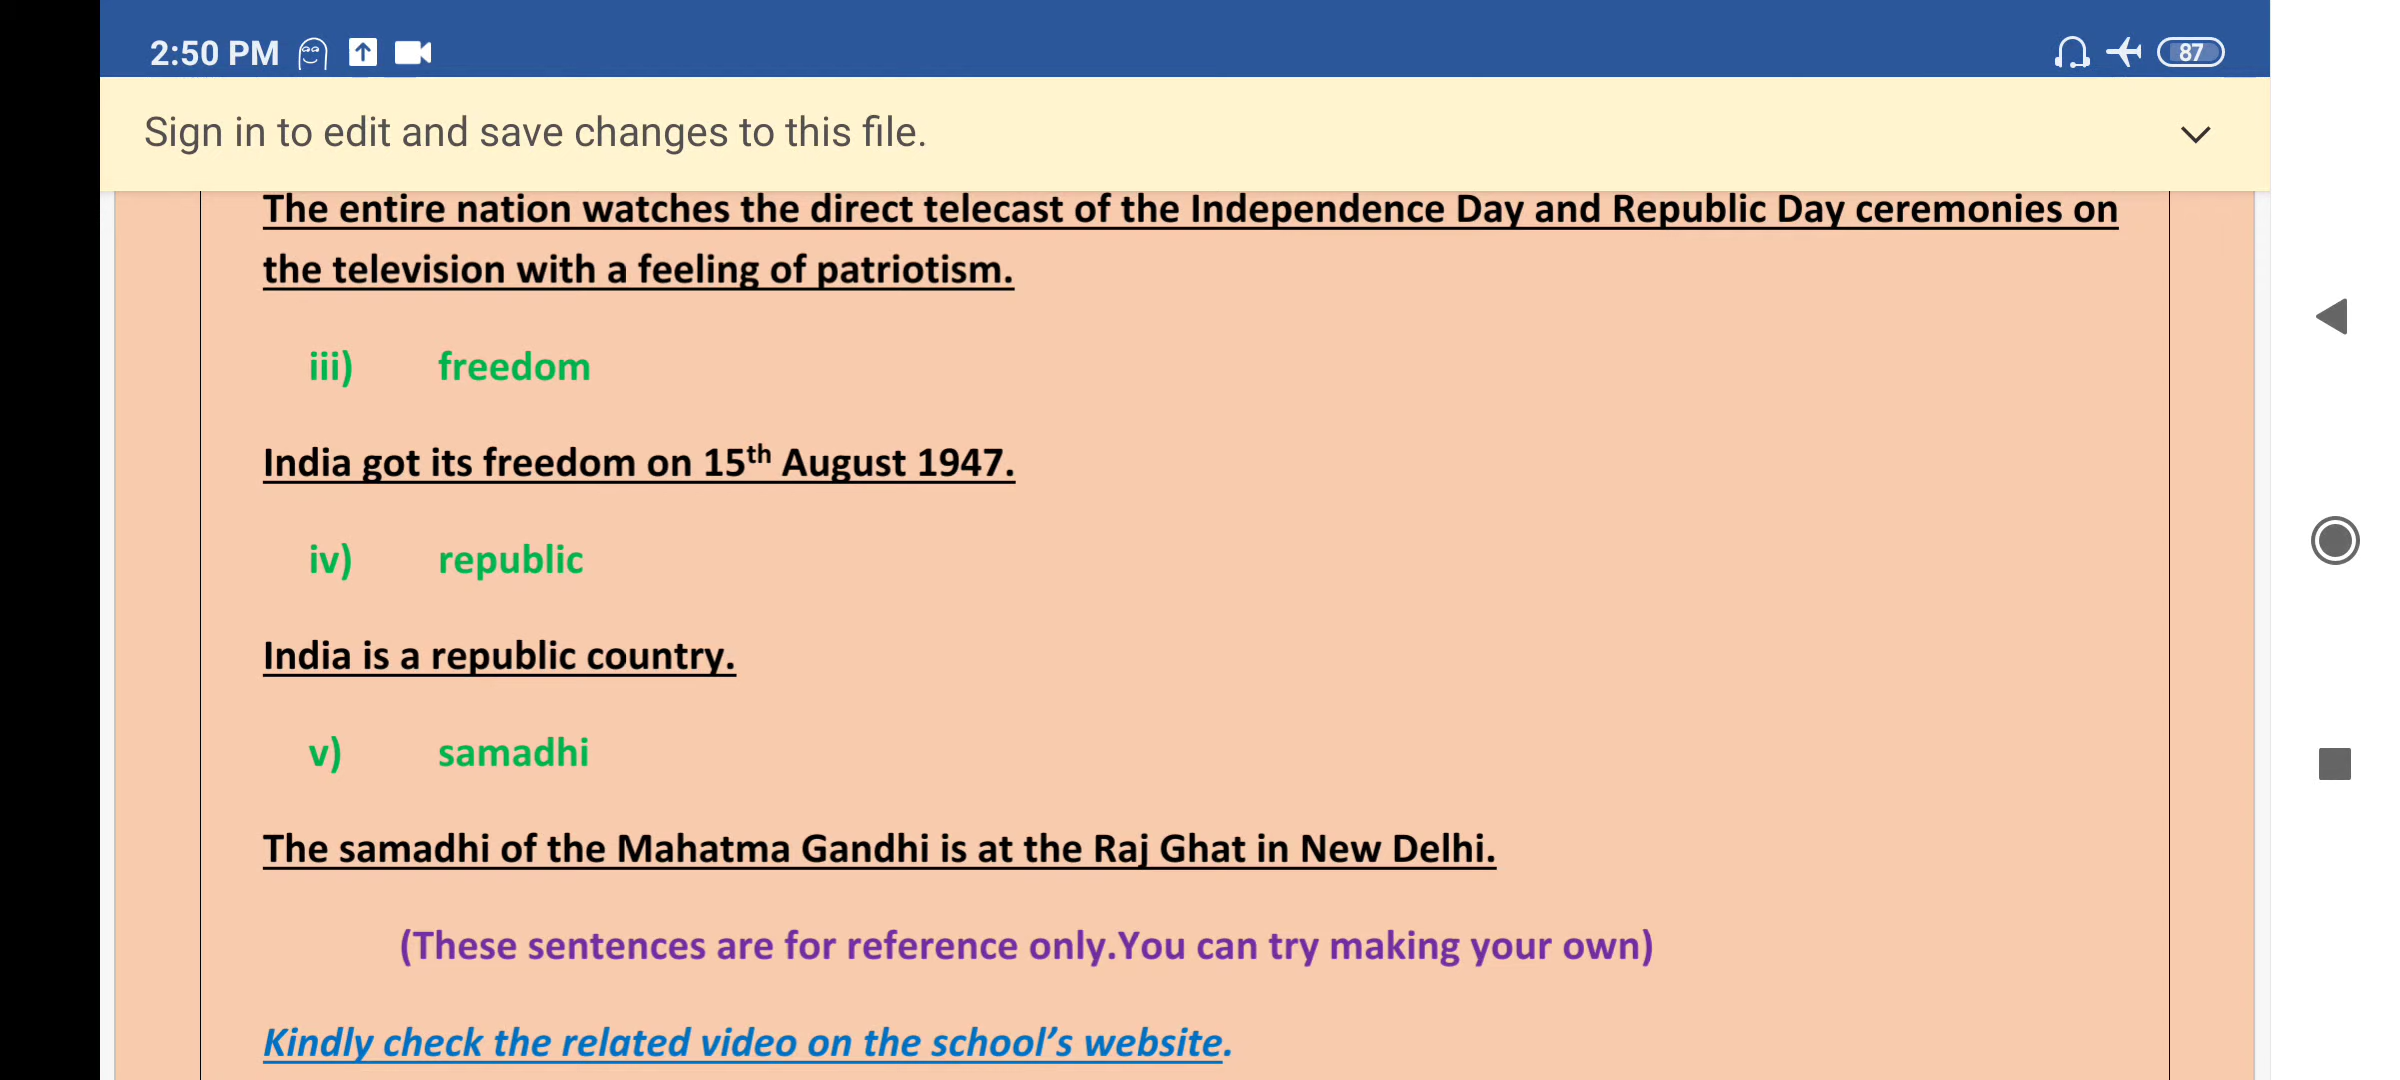 2:50 PM 87
Sign in to edit and save changes to this file.
The entire nation watches the direct telecast of the Independence Day and Republic Day ceremonies on
the television with a feeling of patriotism.
iii) freedom
India got its freedom on 15th August 1947.
iv) republic
India is a republic country.
v) samadhi
The samadhi of the Mahatma Gandhi is at the Raj Ghat in New Delhi.
(These sentences are for reference only.You can try making your own)
Kindly check the related video on the school’s website.